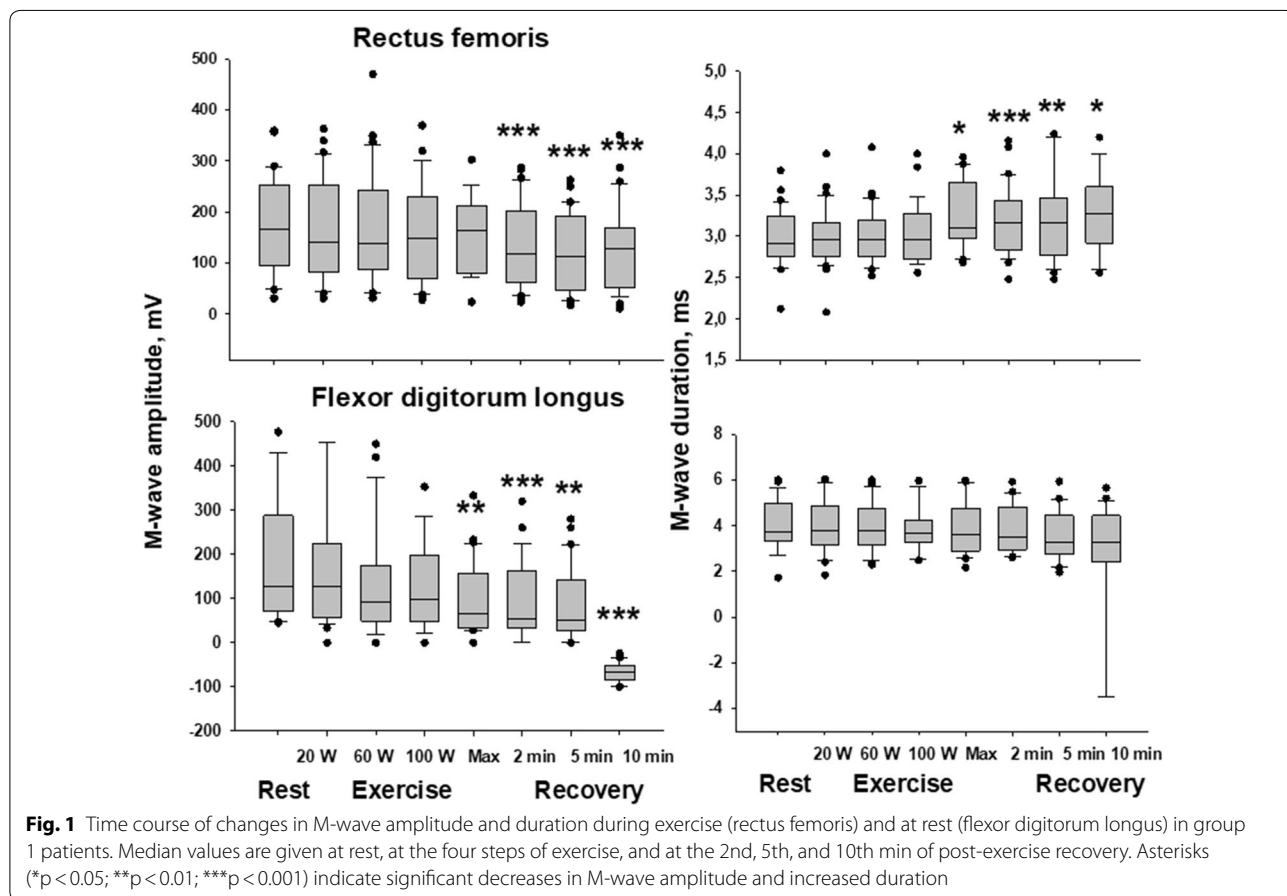 Rectus femoris
500
400
300
200
100
0
*** *** ***
M-wave amplitude, mV
5,0
4,5
4,0
3,5
3,0
2,5
2,0
1,5
* *** ** *
M-wave duration, ms
Flexor digitorum longus
500
400
300
200
100
0
-100
-200
** *** ** ***
20 W 60 W 100 W Max 2 min 5 min 10 min
Rest Exercise Recovery
8
6
4
2
0
-2
-4
20 W 60 W 100 W Max 2 min 5 min 10 min
Rest Exercise Recovery
Fig. 1 Time course of changes in M-wave amplitude and duration during exercise (rectus femoris) and at rest (flexor digitorum longus) in group
1 patients. Median values are given at rest, at the four steps of exercise, and at the 2nd, 5th, and 10th min of post-exercise recovery. Asterisks
(*p < 0.05; **p < 0.01; ***p < 0.001) indicate significant decreases in M-wave amplitude and increased duration